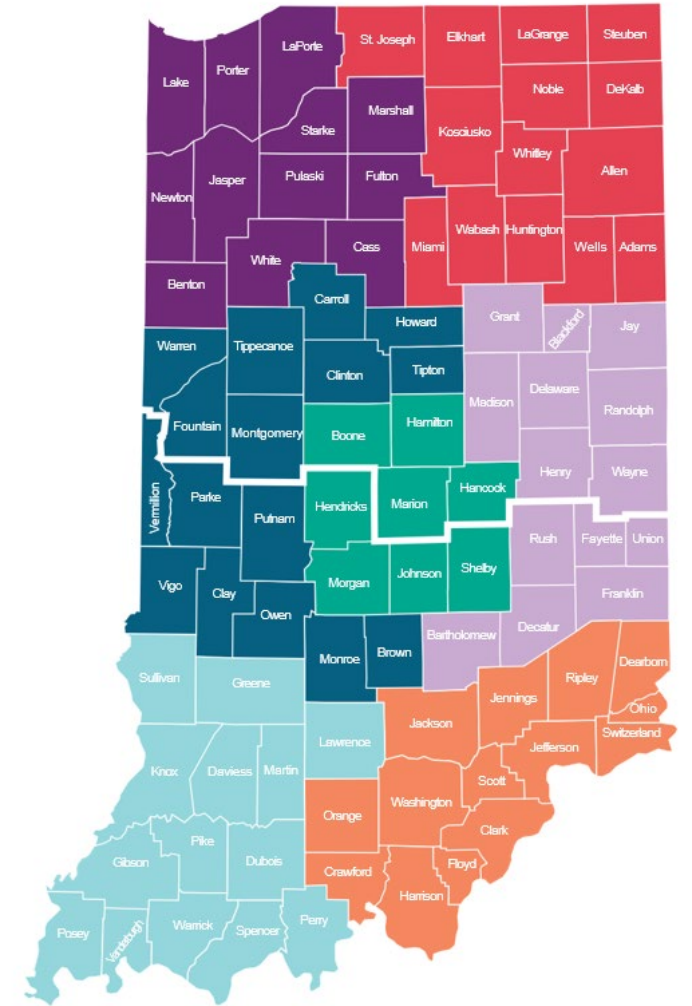 St. Joseph
Elkhart
LaGrange
Steuben
LaPorte
Porter
Lake
Noble
DeKalb
Marshall
Starke
Kosciusko
Whitley
Allen
Pulaski
Fulton
Jasper
Newton
Miami
Wabash
Huntington
Wells
Adams
White
Cass
Benton
Carroll
Howard
Grant
Blackford
Jay
Warren
Tippecanoe
Clinton
Tipton
Madison
Delaware
Randolph
Fountain
Montgomery
Boone
Hamilton
Henry
Wayne
Vermillion
Parke
Putnam
Hendricks
Marion
Hancock
Rush
Fayette
Union
Vigo
Clay
Owen
Morgan
Johnson
Shelby
Franklin
Monroe
Brown
Bartholomew
Decatur
Sullivan
Greene
Jennings
Ripley
Dearborn
Ohio
Lawrence
Jackson
Jefferson
Switzerland
Knox
Daviess
Martin
Orange
Washington
Scott
Clark
Gibson
Pike
Dubois
Crawford
Floyd
Harrison
Posey
Vanderburgh
Warrick
Spencer
Perry